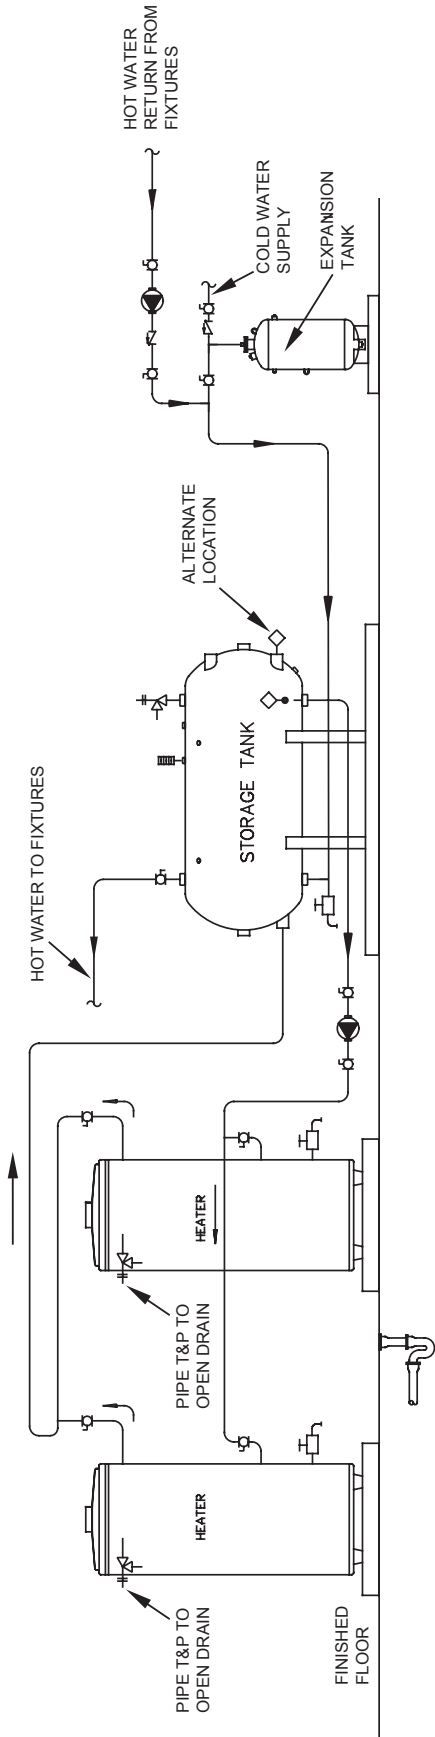 PIPE T&P TO
OPEN DRAIN
HEATER
FINISHED
FLOOR
PIPE T&P TO
OPEN DRAIN
HEATER
HOT WATER TO FIXTURES
STORAGE TANK
ALTERNATE
LOCATION
HOT WATER
RETURN FROM
FIXTURES
COLD WATER
SUPPLY
EXPANSION
TANK